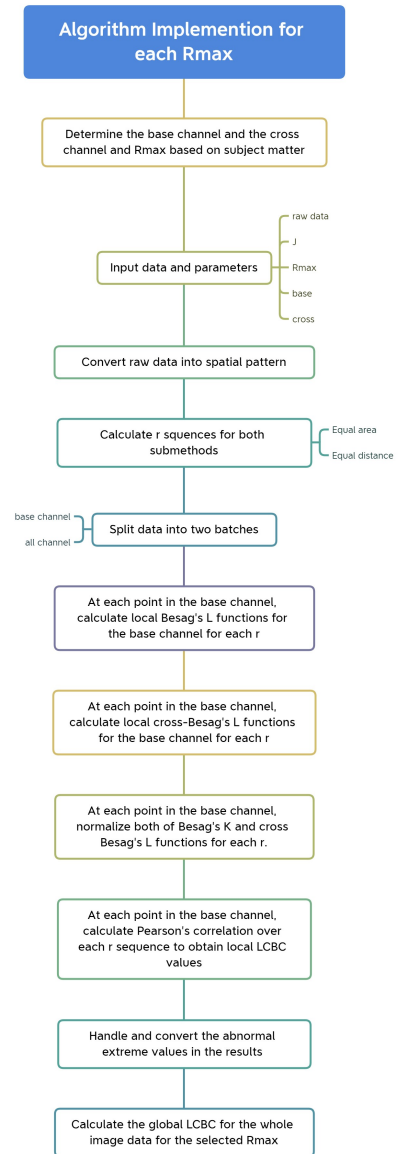 Algorithm Implemention for
each Rmax
Determine the base channel and the cross
channel and Rmax based on subject matter
raw data
J
Input data and parameters
Rmax
base
cross
Convert raw data into spatial pattern
Calculate r squences for both
submethods
Equal area
Equal distance
base channel
all channel
Split data into two batches
At each point in the base channel,
calculate local Besag's L functions for
the base channel for each r
At each point in the base channel,
calculate local cross-Besag's L functions
for the base channel for each r
At each point in the base channel,
normalize both of Besag's K and cross
Besag's L functions for each r.
At each point in the base channel,
calculate Pearson's correlation over
each r sequence to obtain local LCBC
values
Handle and convert the abnormal
extreme values in the results
Calculate the global LCBC for the whole
image data for the selected Rmax